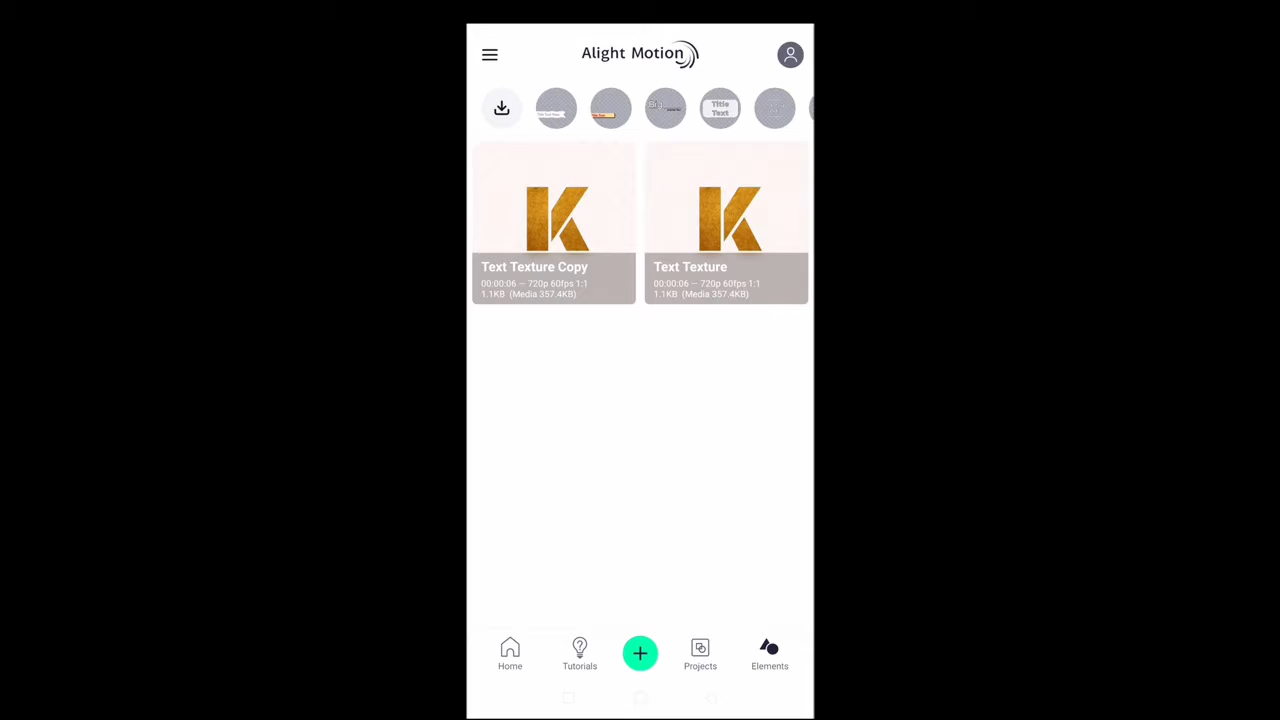 Alight Motion
Title Text
K
K
Text Texture Copy
00:00:06 — 720p 60fps 1:1
1.1KB (Media 357.4KB)
Text Texture
00:00:06 — 720p 60fps 1:1
1.1KB (Media 357.4KB)
Home
Tutorials
Projects
Elements